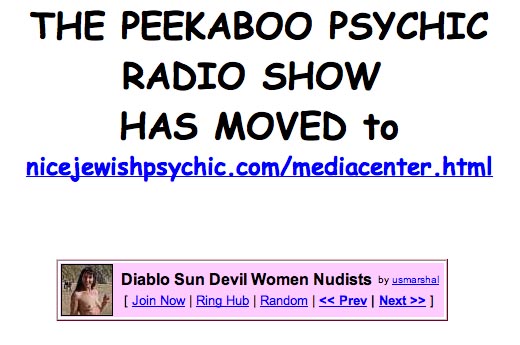 THE PEEKABOO PSYCHIC
RADIO SHOW
HAS MOVED to
nicejewishpsychic.com/mediacenter.html
Diablo Sun Devil Women Nudists by usmarshal
[ Join Now | Ring Hub | Random | << Prev | Next >> ]